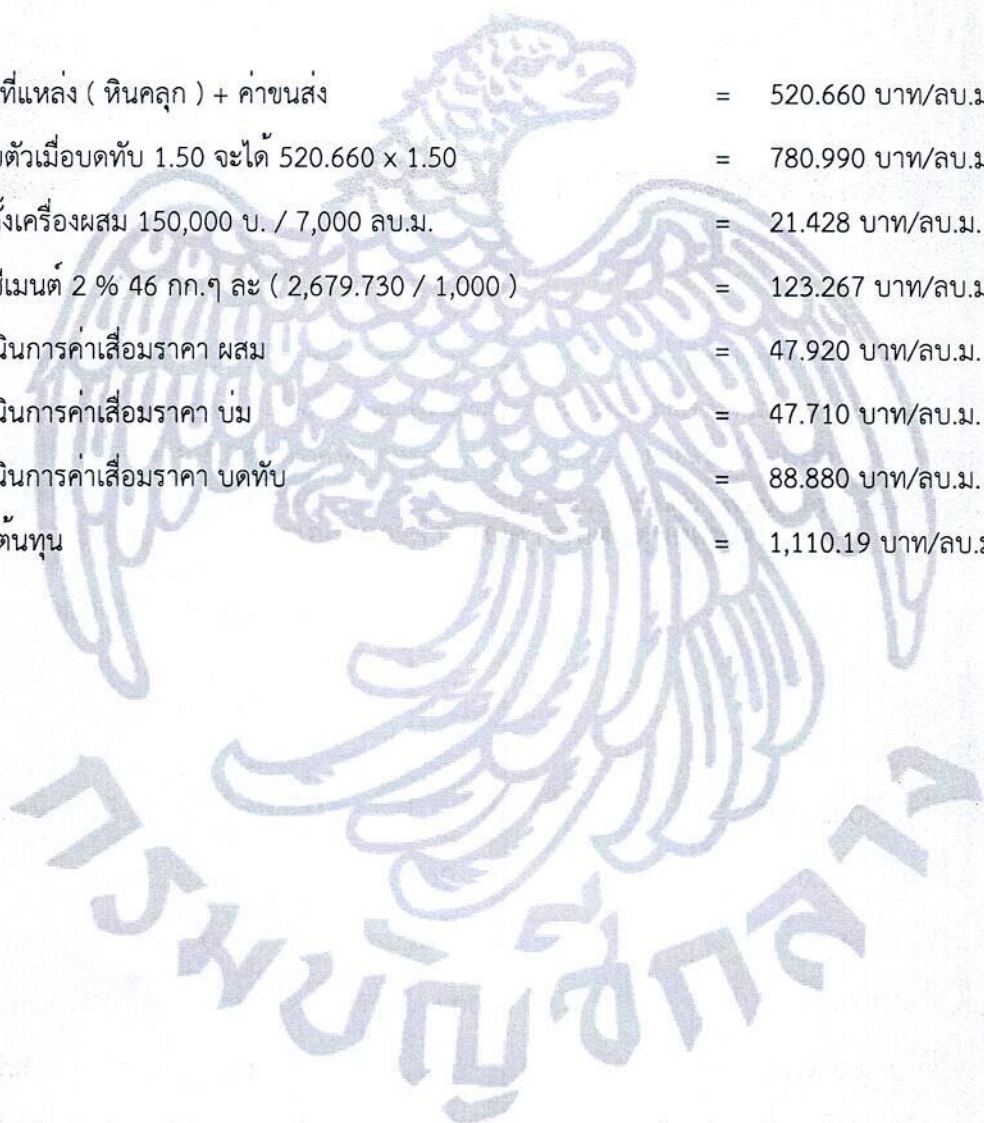 ที่แหล่ง ( หินคลุก ) + ค่าขนส่ง = 520.660 บาท/ลบ.ม
ตัวเมื่อบดทับ 1.50 จะได้ 520.660 x 1.50 = 780.990 บาท/ลบ.ม
ั้งเครื่องผสม 150,000 บ. / 7,000 ลบ.ม. = 21.428 บาท/ลบ.ม.
ซีเมนต์ 2 % 46 กก.ๆ ละ ( 2,679.730 / 1,000 ) = 123.267 บาท/ลบ.ม
นินการค่าเสื่อมราคา ผสม = 47.920 บาท/ลบ.ม.
นินการค่าเสื่อมราคา บ่ม = 47.710 บาท/ลบ.ม.
นินการค่าเสื่อมราคา บดทับ = 88.880 บาท/ลบ.ม.
ต้นทุน = 1,110.19 บาท/ลบ.ม
กรมบัญชีกลาง